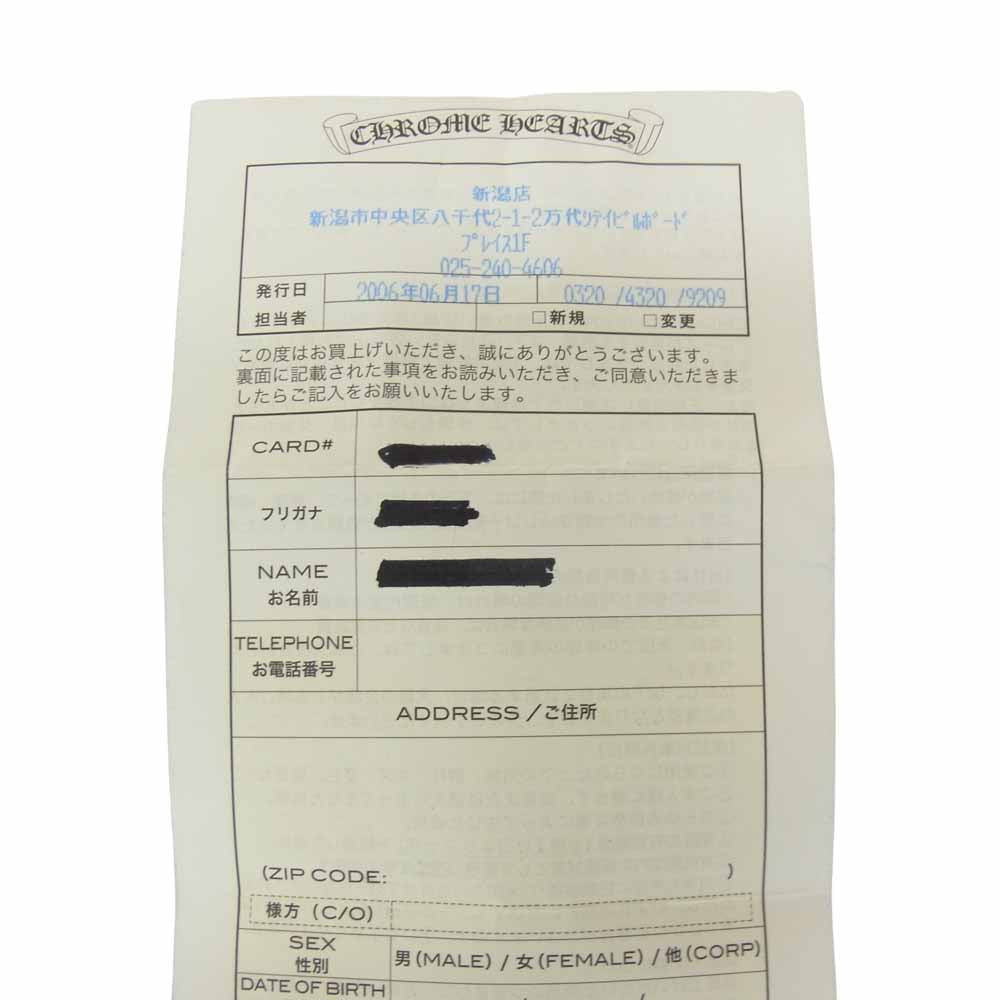 CHROME HEARTS
新潟店
新潟市中央区八千代2-1-2万代ｼﾃｲﾋﾞﾙﾎﾞｰﾄﾞ
ﾌﾟﾚｲｽ1F
025-240-4606
発行日 2006年06月17日 0320 /4320 /9209
担当者 □新規 □変更
この度はお買上げいただき、誠にありがとうございます。
裏面に記載された事項をお読みいただき、ご同意いただきま
したらご記入をお願いいたします。
CARD#
フリガナ
NAME
お名前
TELEPHONE
お電話番号
ADDRESS /ご住所
(ZIP CODE: )
様方 (C/O)
SEX
性別
男(MALE) / 女(FEMALE) / 他(CORP)
DATE OF BIRTH / /